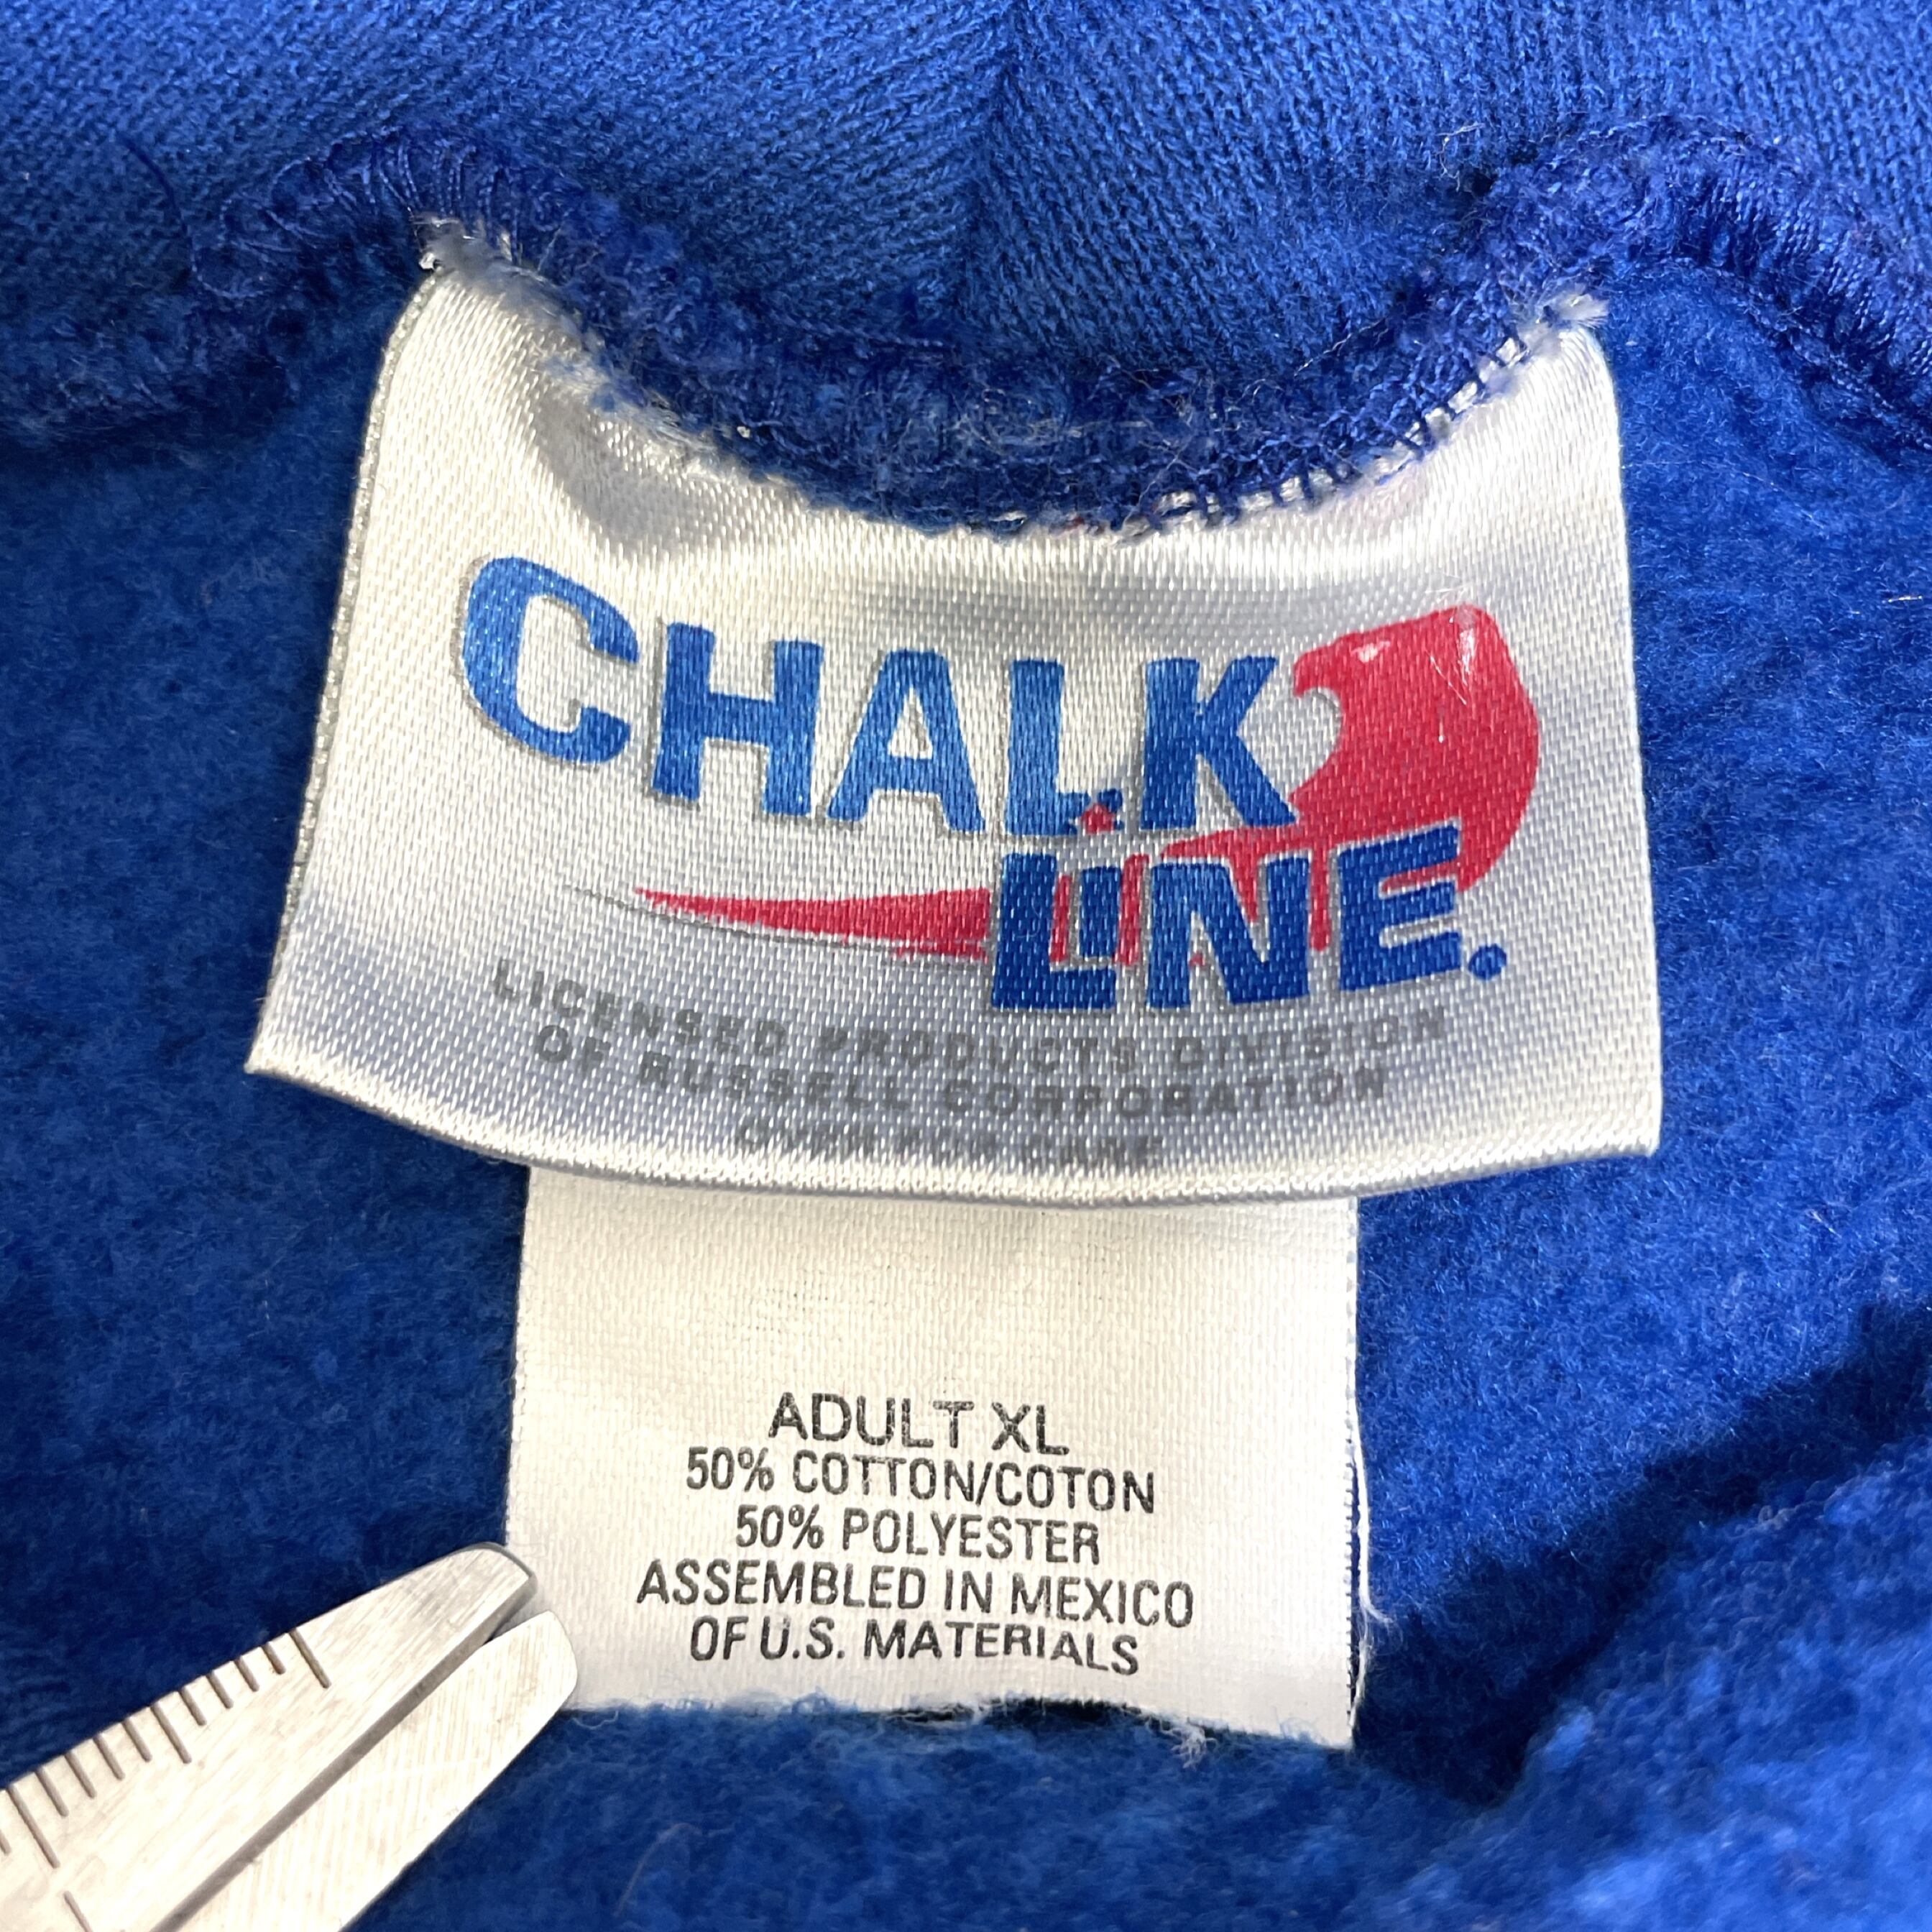 CHALK
LINE.
LICENSED PRODUCTS DIVISION
OF RUSSELL CORPORATION
ADULT XL
50% COTTON/COTON
50% POLYESTER
ASSEMBLED IN MEXICO
OF U.S. MATERIALS